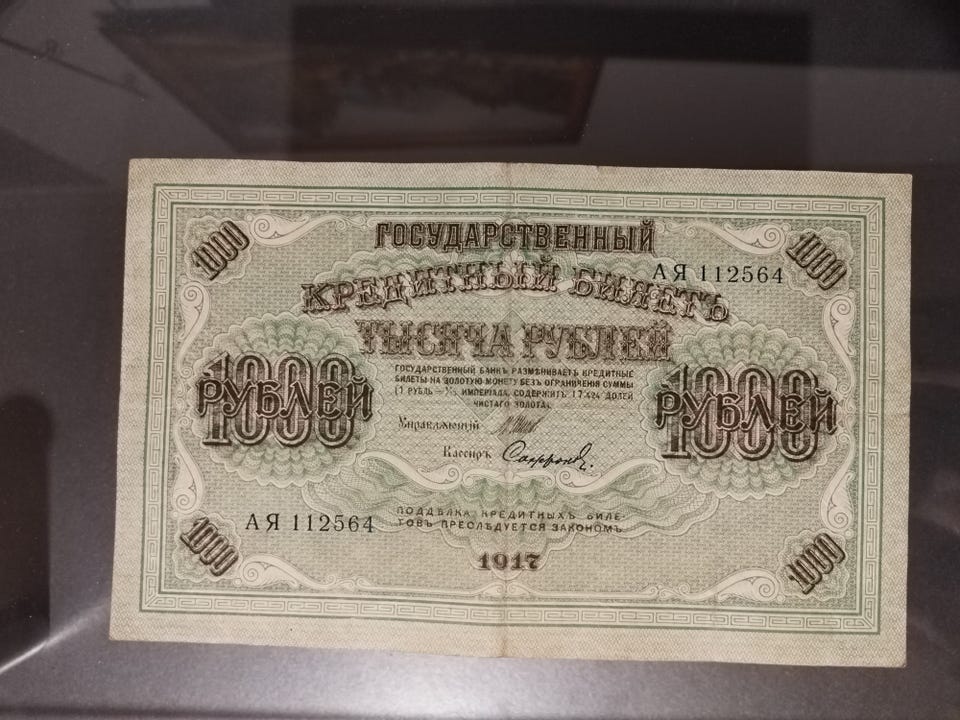 1000
ГОСУДАРСТВЕННЫЙ
1000
КРЕДИТНЫЙ БИЛЕТЪ
АЯ 112564
ТЫСЯЧА РУБЛЕЙ
1000
РУБЛЕЙ
ГОСУДАРСТВЕННЫЙ БАНКЪ РАЗМѢНИВАЕТЪ КРЕДИТНЫЕ
БИЛЕТЫ НА ЗОЛОТУЮ МОНЕТУ БЕЗЪ ОГРАНИЧЕНІЯ СУММЫ
(1 РУБЛЬ = 1/15 ИМПЕРІАЛА, СОДЕРЖИТЪ 17,424 ДОЛЕЙ
ЧИСТАГО ЗОЛОТА).
1000
РУБЛЕЙ
Управляющій
Кассиръ
АЯ 112564
ПОДДѢЛКА КРЕДИТНЫХЪ БИЛЕ-
ТОВЪ ПРЕСЛѢДУЕТСЯ ЗАКОНОМЪ
1000
1917
1000